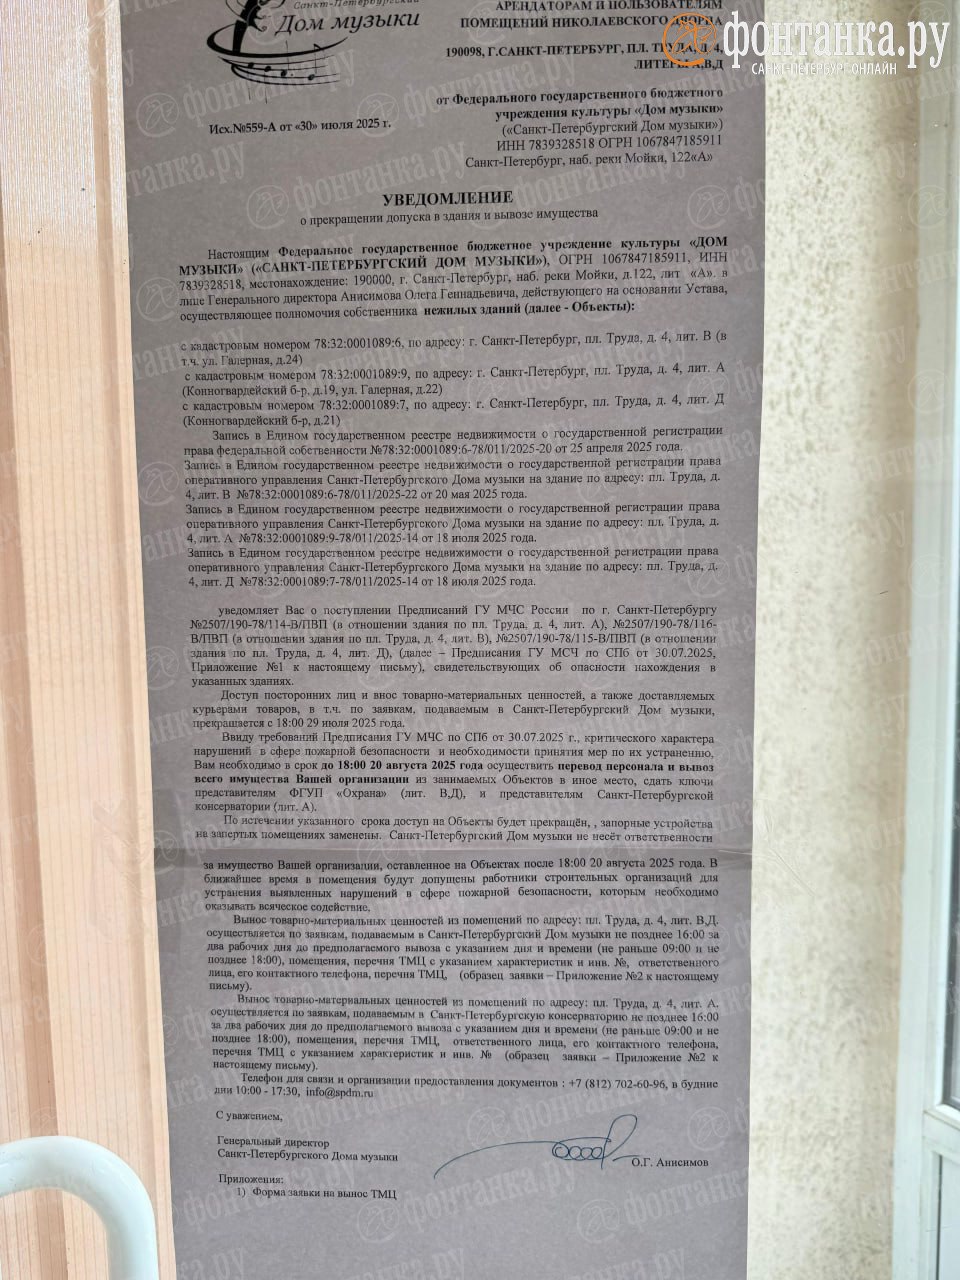 Санкт-Петербургский
Дом музыки
АРЕНДАТОРАМ И ПОЛЬЗОВАТЕЛЯМ
ПОМЕЩЕНИЙ НИКОЛАЕВСКОГО ДВОРЦА
фонтанка.ру
САНКТ-ПЕТЕРБУРГ.ОНЛАЙН
190098, Г.САНКТ-ПЕТЕРБУРГ, ПЛ. ТРУДА, Д. 4,
ЛИТЕРЫ А,В,Д
Исх.№559-А от «30» июля 2025 г.
от Федерального государственного бюджетного
учреждения культуры «Дом музыки»
(«Санкт-Петербургский Дом музыки»)
ИНН 7839328518 ОГРН 1067847185911
Санкт-Петербург, наб. реки Мойки, 122«А»
УВЕДОМЛЕНИЕ
о прекращении допуска в здания и вывозе имущества
Настоящим Федеральное государственное бюджетное учреждение культуры «ДОМ
МУЗЫКИ» («САНКТ-ПЕТЕРБУРГСКИЙ ДОМ МУЗЫКИ»), ОГРН 1067847185911, ИНН
7839328518, местонахождение: 190000, г. Санкт-Петербург, наб. реки Мойки, д.122, лит «А». в
лице Генерального директора Анисимова Олега Геннадьевича, действующего на основании Устава,
осуществляющее полномочия собственника нежилых зданий (далее - Объекты):
с кадастровым номером 78:32:0001089:6, по адресу: г. Санкт-Петербург, пл. Труда, д. 4, лит. В (в
т.ч. ул. Галерная, д.24)
с кадастровым номером 78:32:0001089:9, по адресу: г. Санкт-Петербург, пл. Труда, д. 4, лит. А
(Конногвардейский б-р. д.19, ул. Галерная, д.22)
с кадастровым номером 78:32:0001089:7, по адресу: г. Санкт-Петербург, пл. Труда, д. 4, лит. Д
(Конногвардейский б-р, д.21)
Запись в Едином государственном реестре недвижимости о государственной регистрации
права федеральной собственности №78:32:0001089:6-78/011/2025-20 от 25 апреля 2025 года.
Запись в Едином государственном реестре недвижимости о государственной регистрации права
оперативного управления Санкт-Петербургского Дома музыки на здание по адресу: пл. Труда, д.
4, лит. В №78:32:0001089:6-78/011/2025-22 от 20 мая 2025 года.
Запись в Едином государственном реестре недвижимости о государственной регистрации права
оперативного управления Санкт-Петербургского Дома музыки на здание по адресу: пл. Труда, д.
4, лит. А №78:32:0001089:9-78/011/2025-14 от 18 июля 2025 года.
Запись в Едином государственном реестре недвижимости о государственной регистрации права
оперативного управления Санкт-Петербургского Дома музыки на здание по адресу: пл. Труда, д.
4, лит. Д №78:32:0001089:7-78/011/2025-14 от 18 июля 2025 года.
уведомляет Вас о поступлении Предписаний ГУ МЧС России по г. Санкт-Петербургу
№2507/190-78/114-В/ПВП (в отношении здания по пл. Труда, д. 4, лит. А), №2507/190-78/116-
В/ПВП (в отношении здания по пл. Труда, д. 4, лит. В), №2507/190-78/115-В/ПВП (в отношении
здания по пл. Труда, д. 4, лит. Д), (далее – Предписания ГУ МСЧ по СПб от 30.07.2025,
Приложение №1 к настоящему письму), свидетельствующих об опасности нахождения в
указанных зданиях.
Доступ посторонних лиц и внос товарно-материальных ценностей, а также доставляемых
курьерами товаров, в т.ч. по заявкам, подаваемым в Санкт-Петербургский Дом музыки,
прекращается с 18:00 29 июля 2025 года.
Ввиду требований Предписания ГУ МЧС по СПб от 30.07.2025 г., критического характера
нарушений в сфере пожарной безопасности и необходимости принятия мер по их устранению,
Вам необходимо в срок до 18:00 20 августа 2025 года осуществить перевод персонала и вывоз
всего имущества Вашей организации из занимаемых Объектов в иное место, сдать ключи
представителям ФГУП «Охрана» (лит. В,Д), и представителям Санкт-Петербургской
консерватории (лит. А).
По истечении указанного срока доступ на Объекты будет прекращён, , запорные устройства
на запертых помещениях заменены. Санкт-Петербургский Дом музыки не несёт ответственности
за имущество Вашей организации, оставленное на Объектах после 18:00 20 августа 2025 года. В
ближайшее время в помещения будут допущены работники строительных организаций для
устранения выявленных нарушений в сфере пожарной безопасности, которым необходимо
оказывать всяческое содействие,
Вынос товарно-материальных ценностей из помещений по адресу: пл. Труда, д. 4, лит. В,Д.
осуществляется по заявкам, подаваемым в Санкт-Петербургский Дом музыки не позднее 16:00 за
два рабочих дня до предполагаемого вывоза с указанием дня и времени (не раньше 09:00 и не
позднее 18:00), помещения, перечня ТМЦ с указанием характеристик и инв. №, ответственного
лица, его контактного телефона, перечня ТМЦ, (образец заявки – Приложение №2 к настоящему
письму).
Вынос товарно-материальных ценностей из помещений по адресу: пл. Труда, д. 4, лит. А.
осуществляется по заявкам, подаваемым в Санкт-Петербургскую консерваторию не позднее 16:00
за два рабочих дня до предполагаемого вывоза с указанием дня и времени (не раньше 09:00 и не
позднее 18:00), помещения, перечня ТМЦ, ответственного лица, его контактного телефона,
перечня ТМЦ с указанием характеристик и инв. № (образец заявки – Приложение №2 к
настоящему письму).
Телефон для связи и организации предоставления документов : +7 (812) 702-60-96, в будние
дни 10:00 - 17:30, info@spdm.ru
С уважением,
Генеральный директор
Санкт-Петербургского Дома музыки
О.Г. Анисимов
Приложения:
1) Форма заявки на вынос ТМЦ